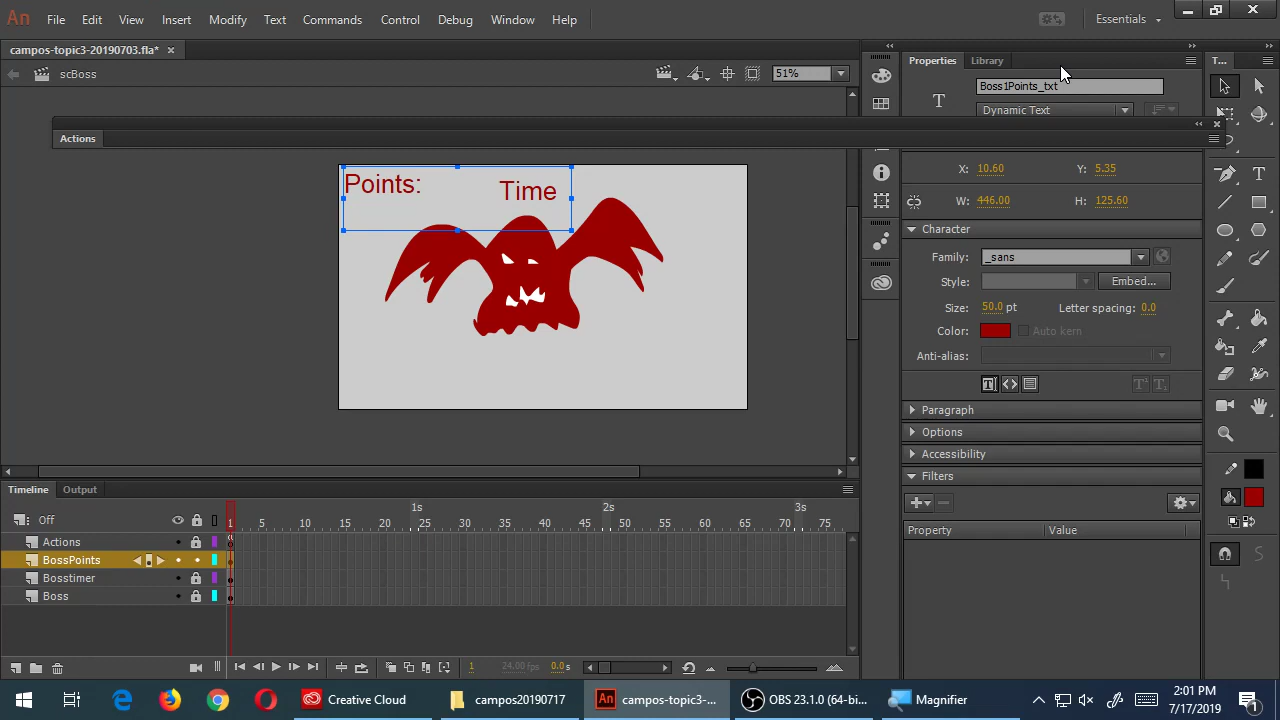 An File Edit View Insert Modify Text Commands Control Debug Window Help Essentials
campos-topic3-20190703.fla* ×
scBoss 51%
Properties Library T...
Boss1Points_txt
T Dynamic Text
Actions
X: 10.60 Y: 5.35
W: 446.00 H: 125.60
Points: Time
Character
Family: _sans
Style: Embed...
Size: 50.0 pt Letter spacing: 0.0
Color: Auto kern
Anti-alias:
Paragraph
Options
Accessibility
Filters
Property Value
Timeline Output
Off 1 5 10 15 20 25 30 35 40 45 50 55 60 65 70 75
1s 2s 3s
Actions
BossPoints
Bosstimer
Boss
1 24.00 fps 0.0 s
Creative Cloud campos20190717 An campos-topic3-... OBS 23.1.0 (64-bi... Magnifier
2:01 PM
7/17/2019
1